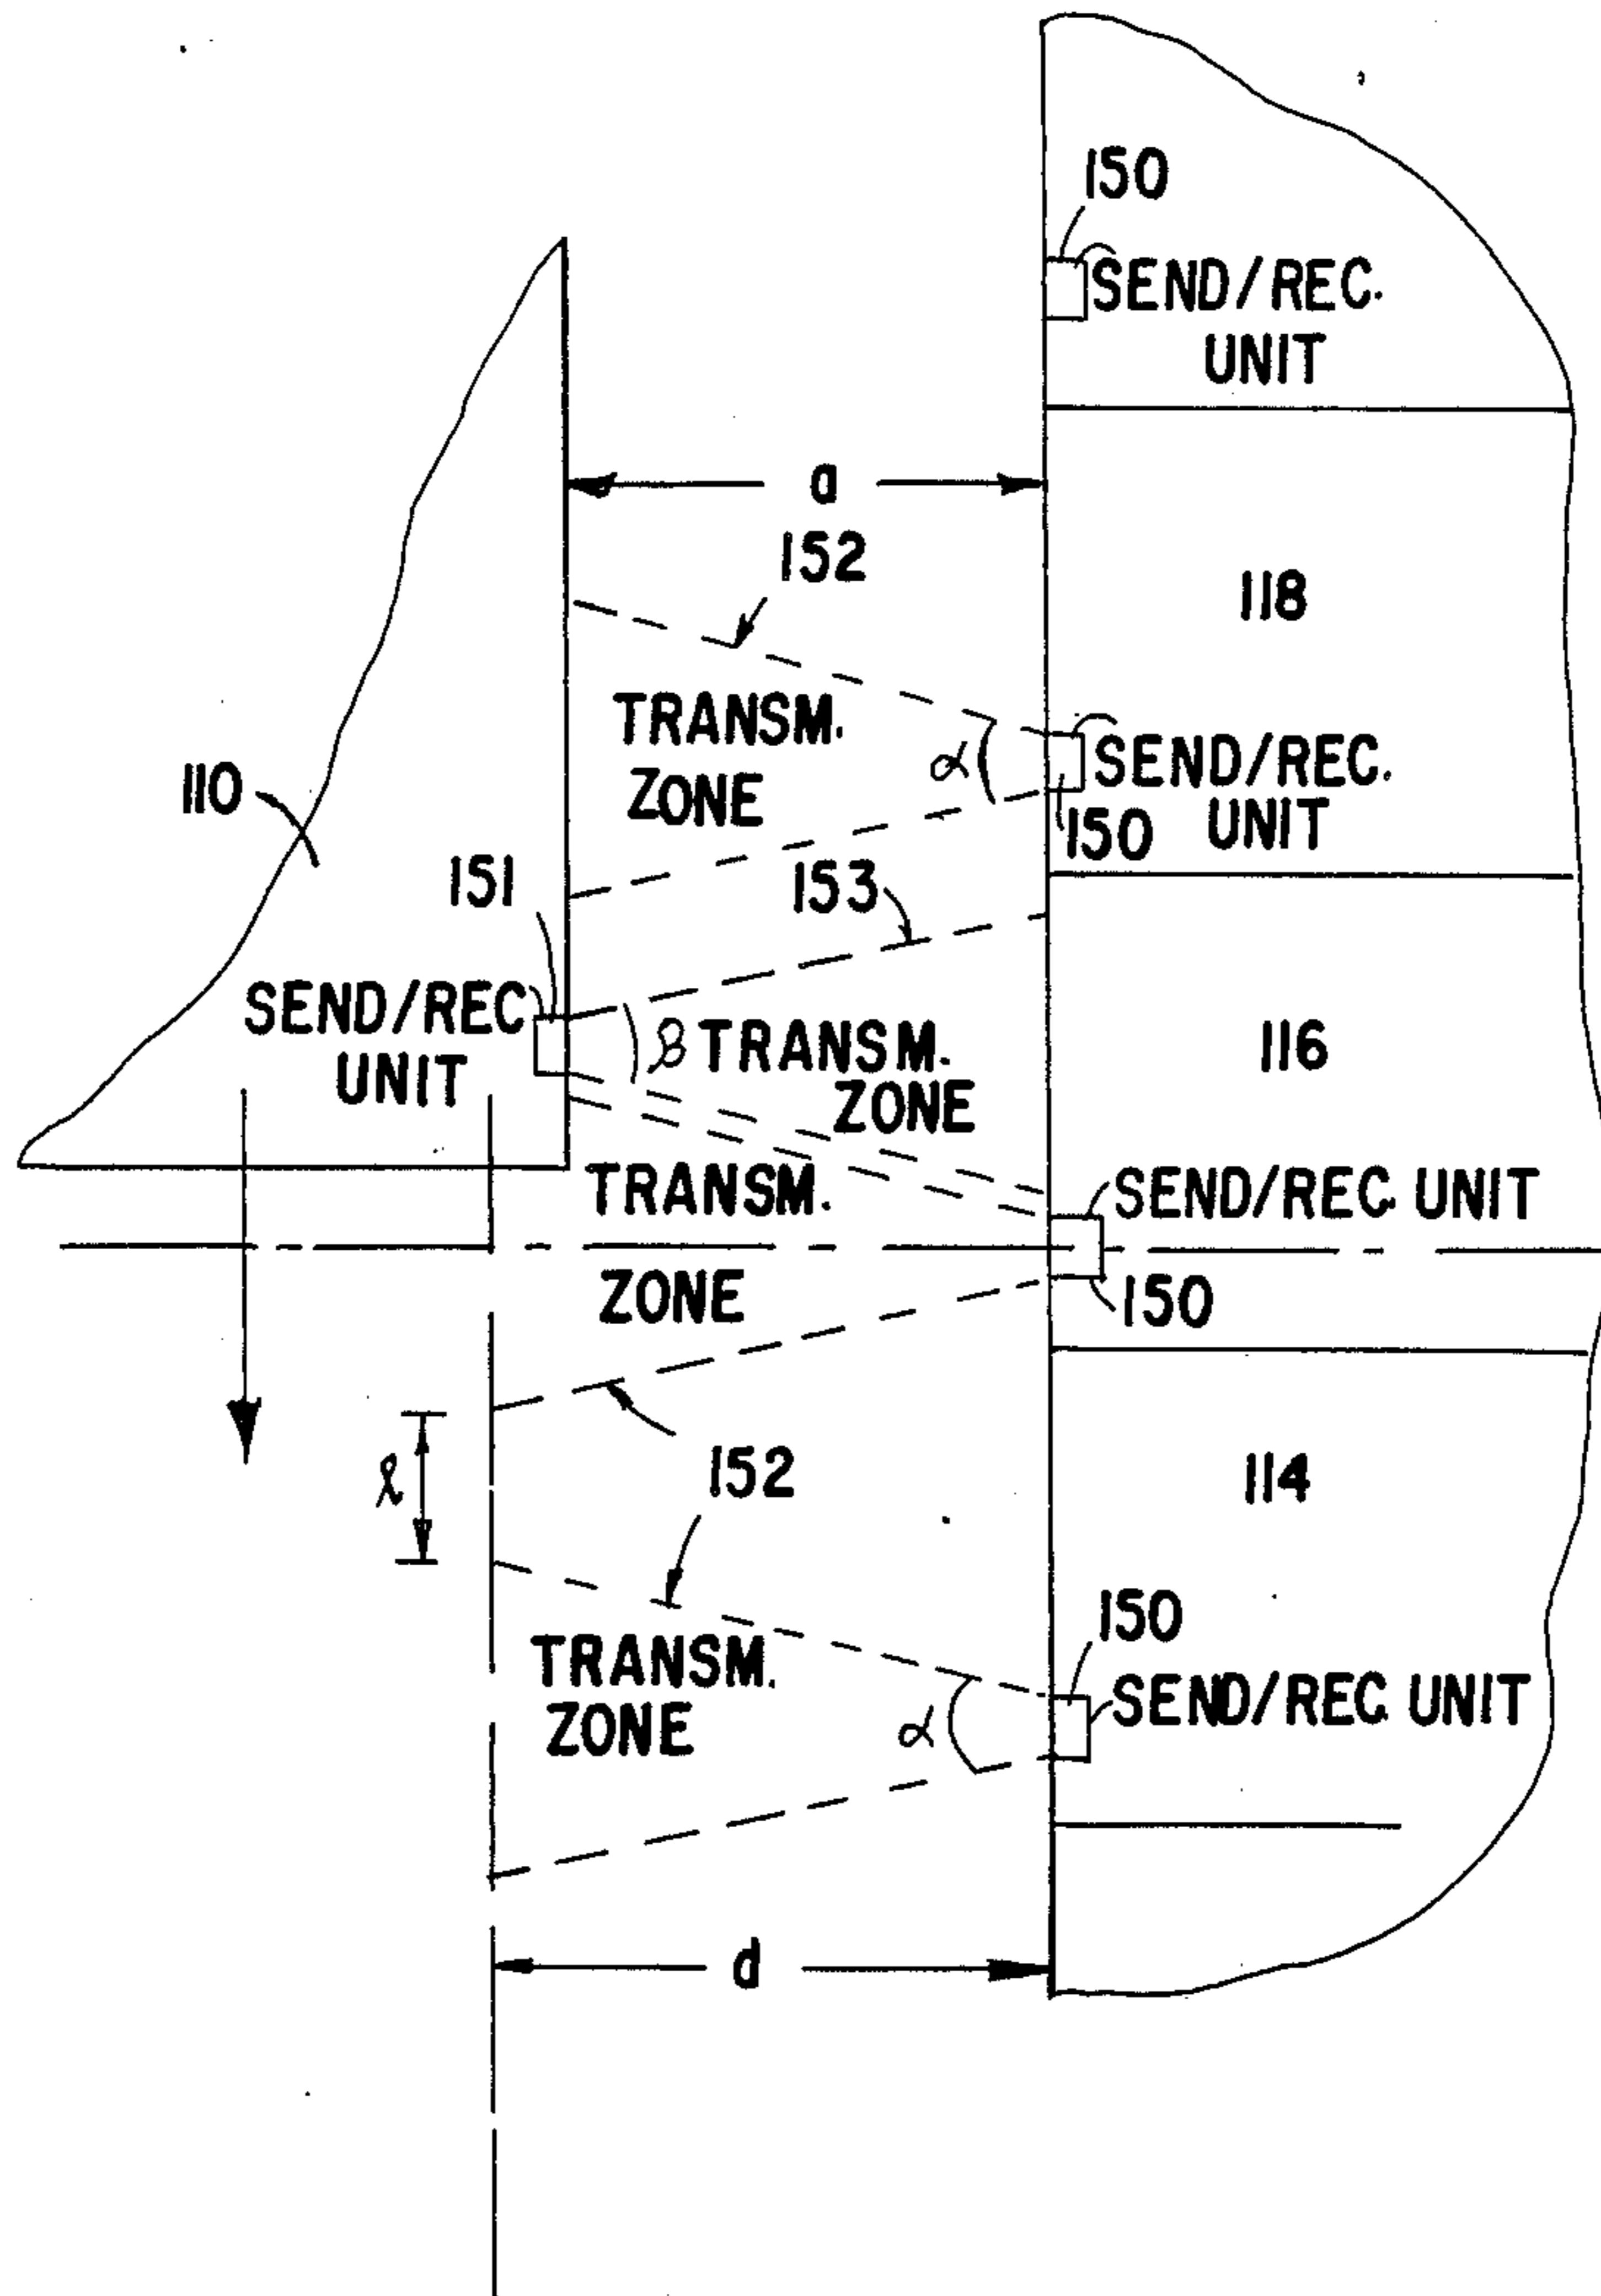 150
SEND/REC.
UNIT
a
152
118
TRANSM.
ZONE
α
SEND/REC.
UNIT
150
110
151
153
SEND/REC
UNIT
β
TRANSM.
ZONE
116
TRANSM.
ZONE
SEND/REC UNIT
150
l
152
114
150
TRANSM.
ZONE
α
SEND/REC UNIT
d